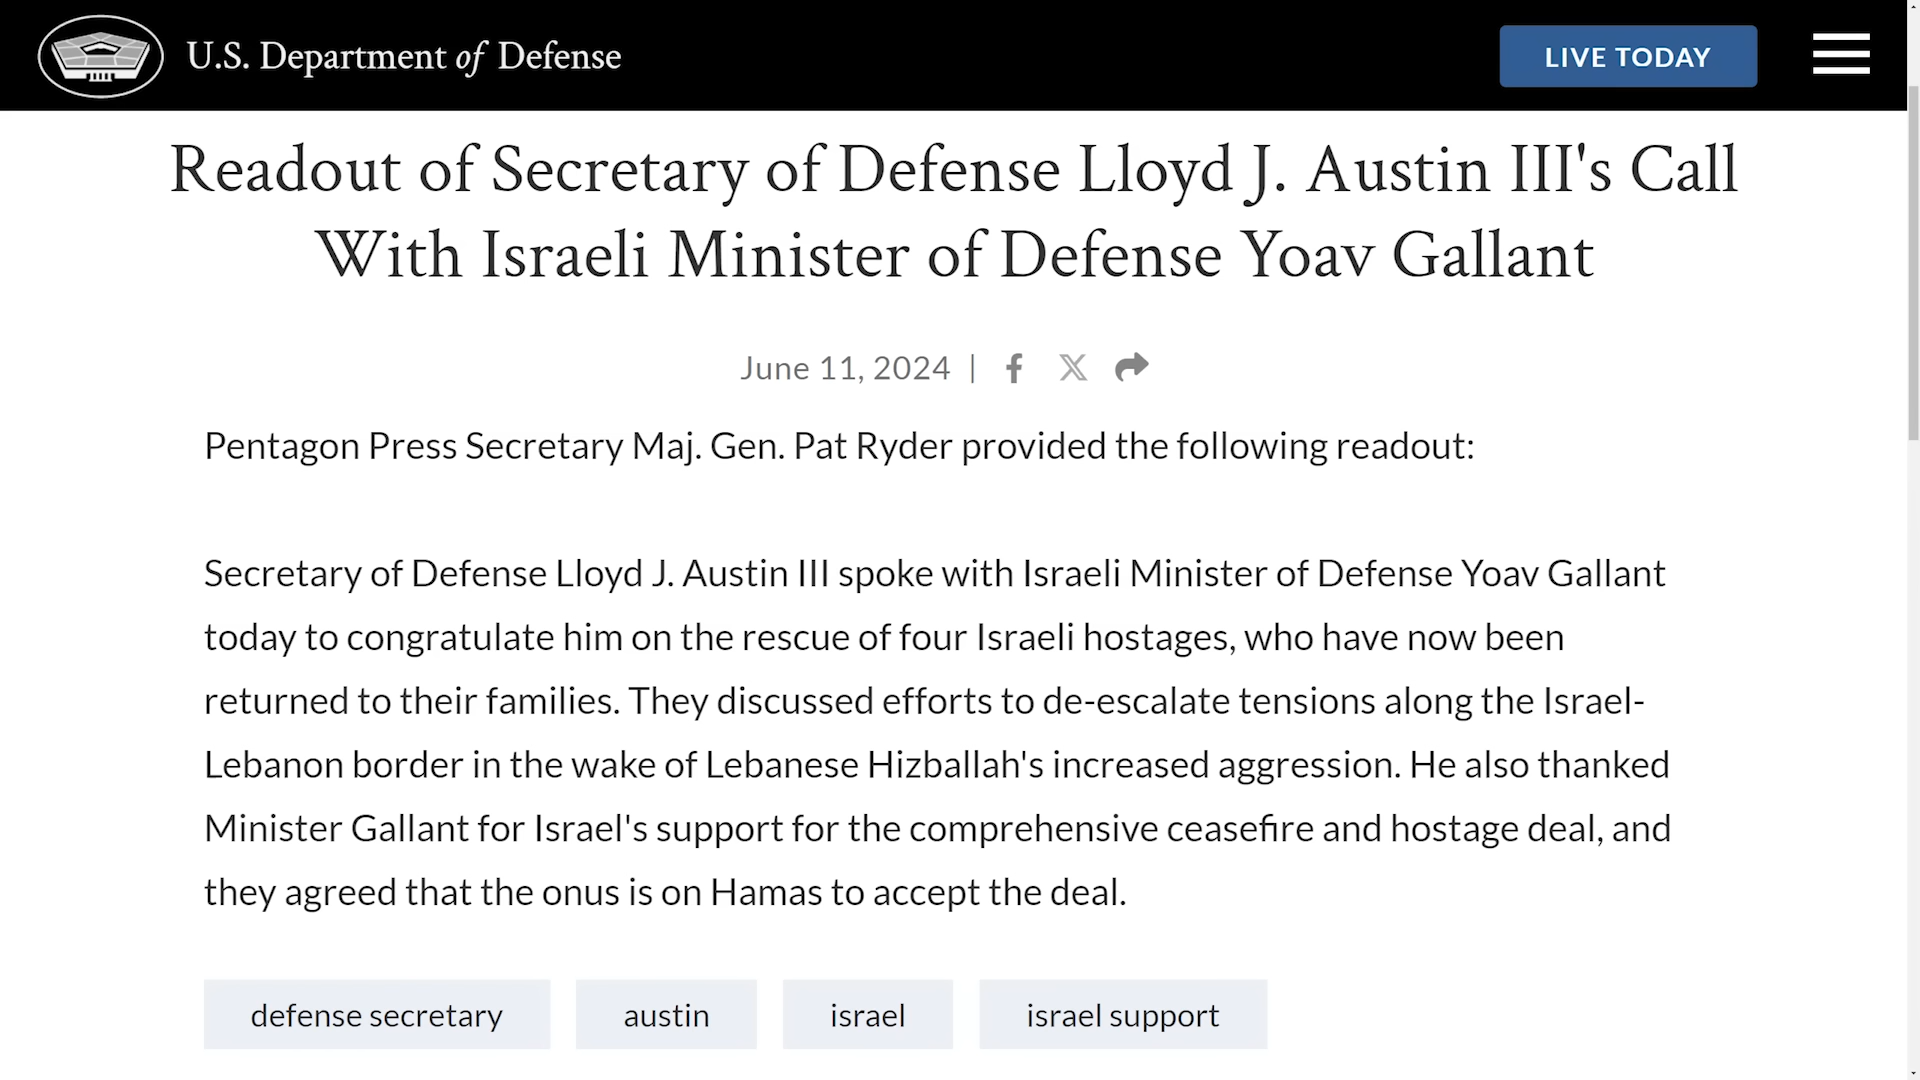 U.S. Department of Defense
LIVE TODAY
Readout of Secretary of Defense Lloyd J. Austin III's Call
With Israeli Minister of Defense Yoav Gallant
June 11, 2024 |
Pentagon Press Secretary Maj. Gen. Pat Ryder provided the following readout:
Secretary of Defense Lloyd J. Austin III spoke with Israeli Minister of Defense Yoav Gallant
today to congratulate him on the rescue of four Israeli hostages, who have now been
returned to their families. They discussed efforts to de-escalate tensions along the Israel-
Lebanon border in the wake of Lebanese Hizballah's increased aggression. He also thanked
Minister Gallant for Israel's support for the comprehensive ceasefire and hostage deal, and
they agreed that the onus is on Hamas to accept the deal.
defense secretary
austin
israel
israel support